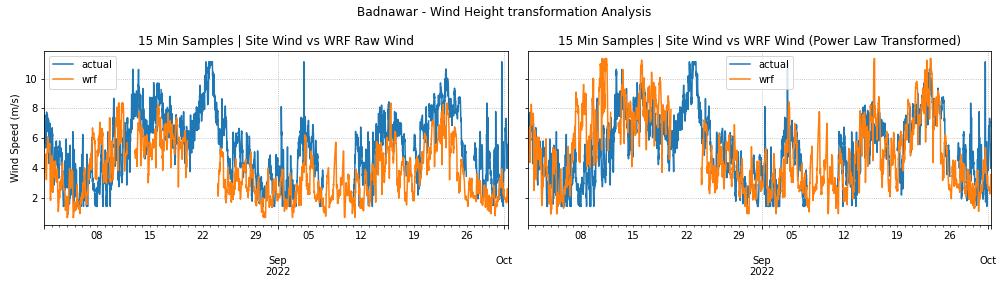 Badnawar - Wind Height transformation Analysis
15 Min Samples | Site Wind vs WRF Raw Wind
15 Min Samples | Site Wind vs WRF Wind (Power Law Transformed)
actual
wrf
actual
wrf
Wind Speed (m/s)
10
8
6
4
2
08 15 22 29 05 12 19 26
Sep
2022
Oct
08 15 22 29 05 12 19 26
Sep
2022
Oct